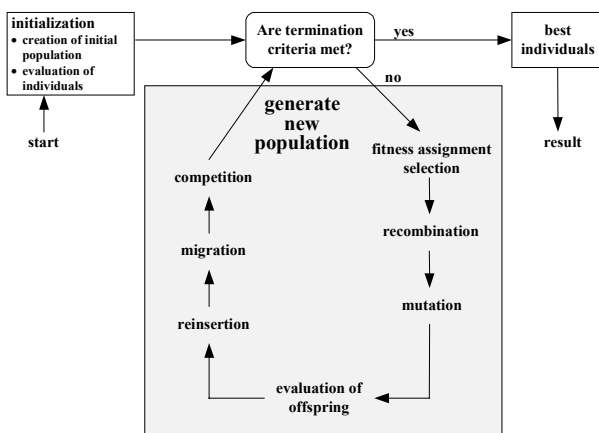 initialization
• creation of initial
population
• evaluation of
individuals
start
Are termination
criteria met?
yes
no
best
individuals
result
generate
new
population
fitness assignment
selection
recombination
mutation
evaluation of
offspring
reinsertion
migration
competition